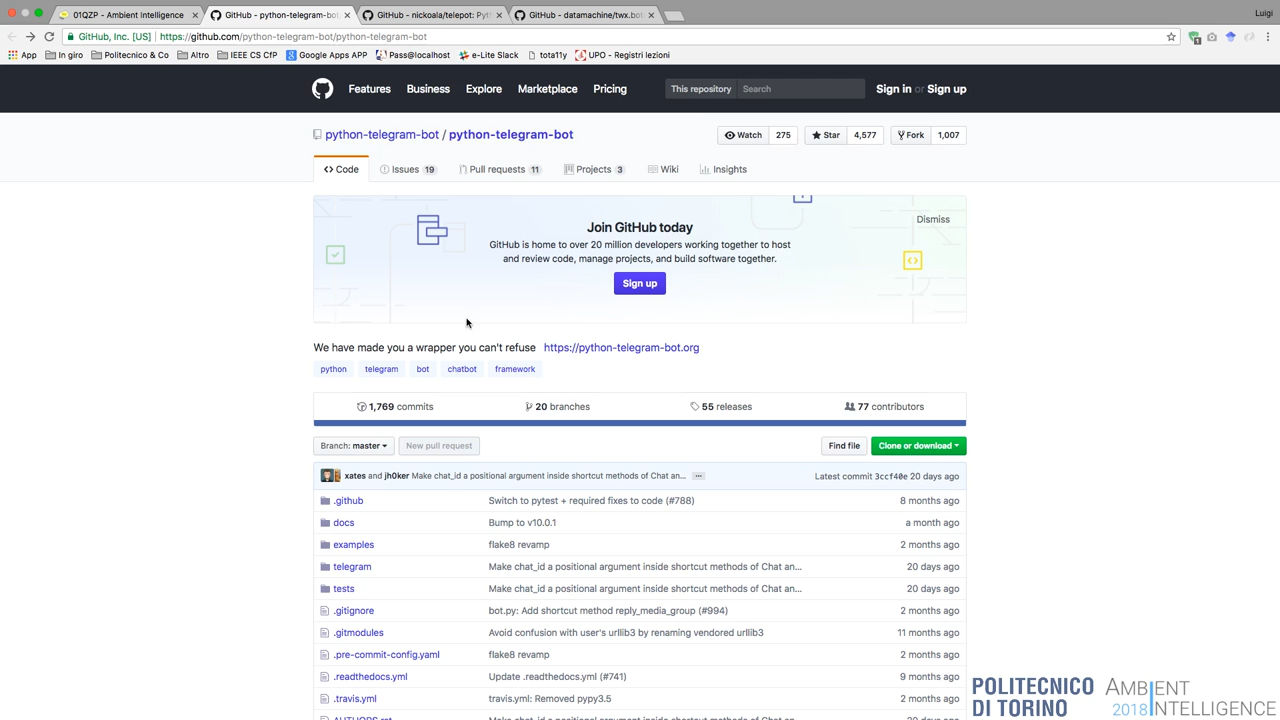 01QZP - Ambient Intelligence
GitHub - python-telegram-bot
GitHub - nickoala/telepot: Pyt
GitHub - datamachine/twx.bot
Luigi
GitHub, Inc. [US] | https://github.com/python-telegram-bot/python-telegram-bot
App In giro Politecnico & Co Altro IEEE CS CfP Google Apps APP Pass@localhost e-Lite Slack tota11y UPO - Registri lezioni
Features Business Explore Marketplace Pricing This repository Search Sign in or Sign up
python-telegram-bot / python-telegram-bot Watch 275 Star 4,577 Fork 1,007
Code Issues 19 Pull requests 11 Projects 3 Wiki Insights
Join GitHub today
Dismiss
GitHub is home to over 20 million developers working together to host
and review code, manage projects, and build software together.
Sign up
We have made you a wrapper you can't refuse https://python-telegram-bot.org
python telegram bot chatbot framework
1,769 commits 20 branches 55 releases 77 contributors
Branch: master New pull request Find file Clone or download
xates and jh0ker Make chat_id a positional argument inside shortcut methods of Chat an... Latest commit 3ccf40e 20 days ago
.github Switch to pytest + required fixes to code (#788) 8 months ago
docs Bump to v10.0.1 a month ago
examples flake8 revamp 2 months ago
telegram Make chat_id a positional argument inside shortcut methods of Chat an... 20 days ago
tests Make chat_id a positional argument inside shortcut methods of Chat an... 20 days ago
.gitignore bot.py: Add shortcut method reply_media_group (#994) 2 months ago
.gitmodules Avoid confusion with user's urllib3 by renaming vendored urllib3 11 months ago
.pre-commit-config.yaml flake8 revamp 2 months ago
.readthedocs.yml Update .readthedocs.yml (#741) 9 months ago
.travis.yml travis.yml: Removed pypy3.5 2 months ago
AUTHORS.rst Make chat_id a positional argument inside shortcut methods of Chat an...
POLITECNICO
DI TORINO
AMBIENT
2018 INTELLIGENCE